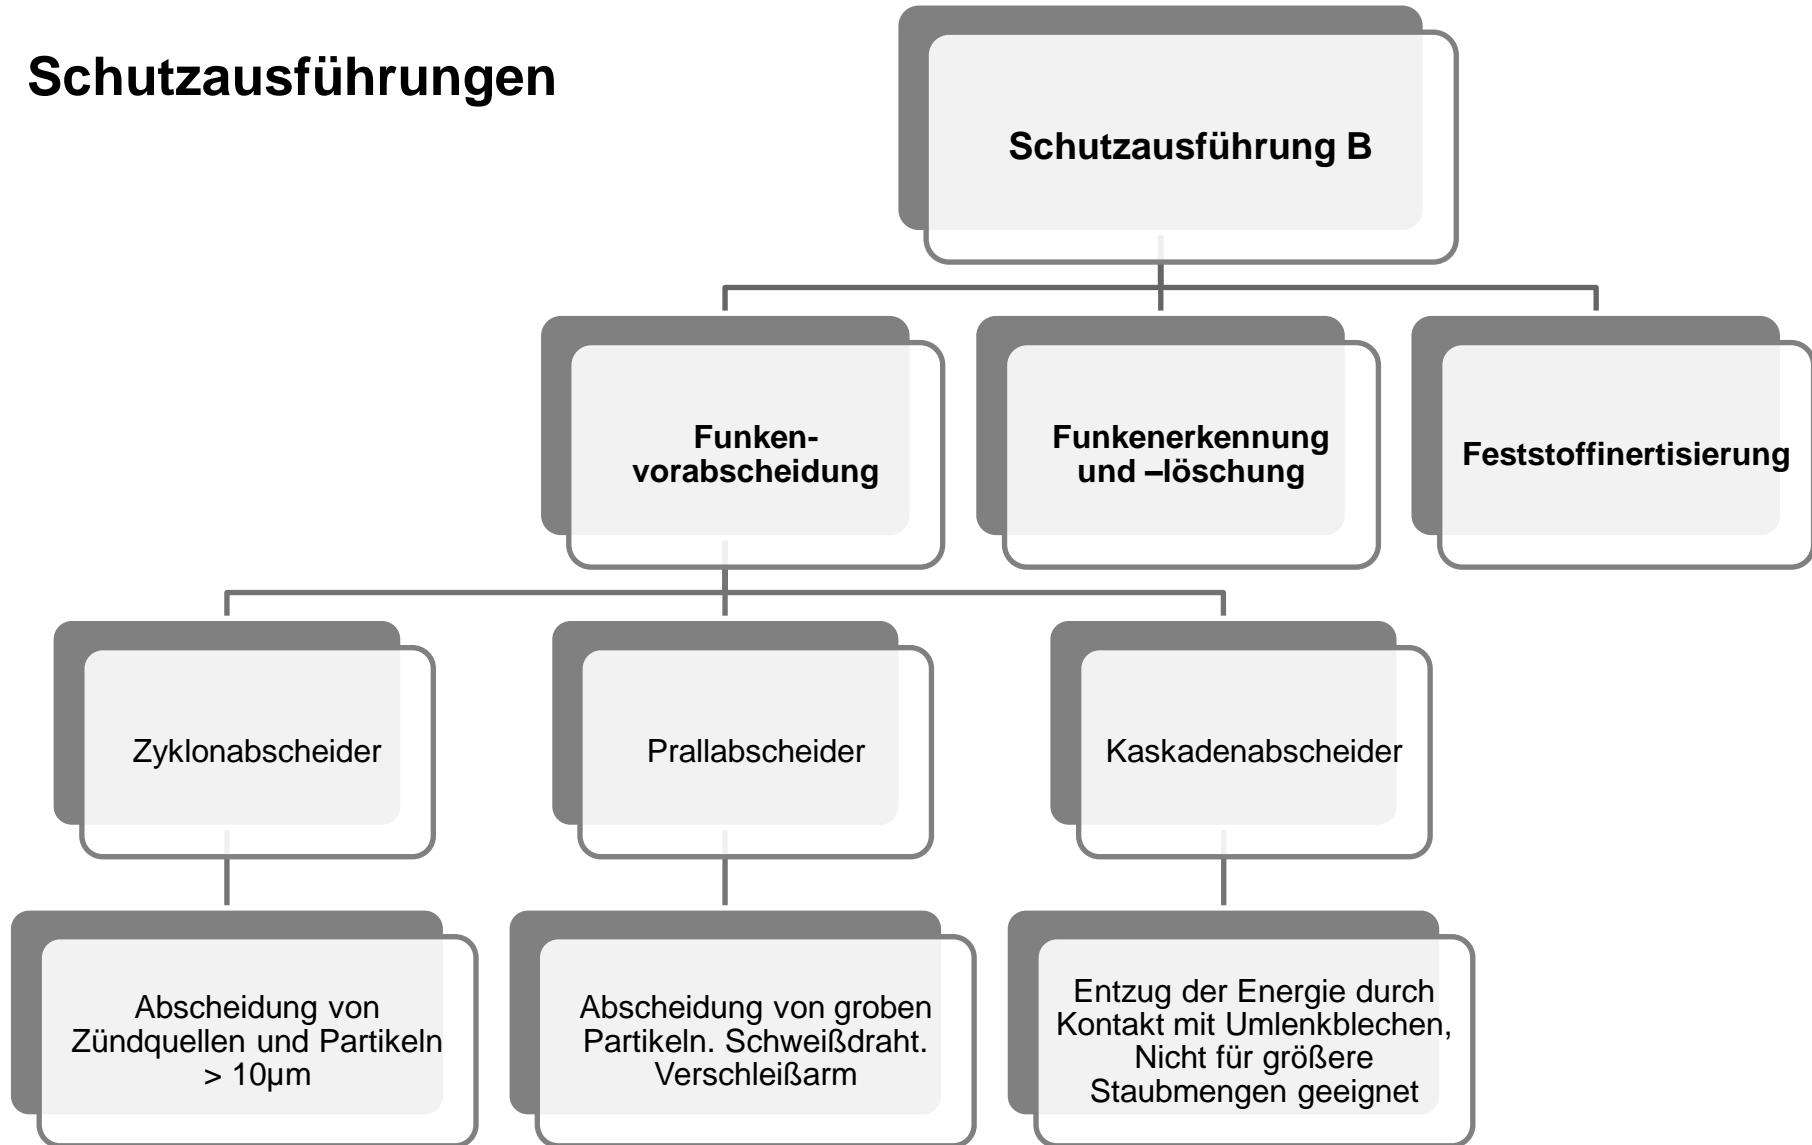 Schutzausführungen
Schutzausführung B
Funken-
vorabscheidung
Funkenerkennung
und –löschung
Feststoffinertisierung
Zyklonabscheider
Prallabscheider
Kaskadenabscheider
Abscheidung von
Zündquellen und Partikeln
> 10µm
Abscheidung von groben
Partikeln. Schweißdraht.
Verschleißarm
Entzug der Energie durch
Kontakt mit Umlenkblechen,
Nicht für größere
Staubmengen geeignet